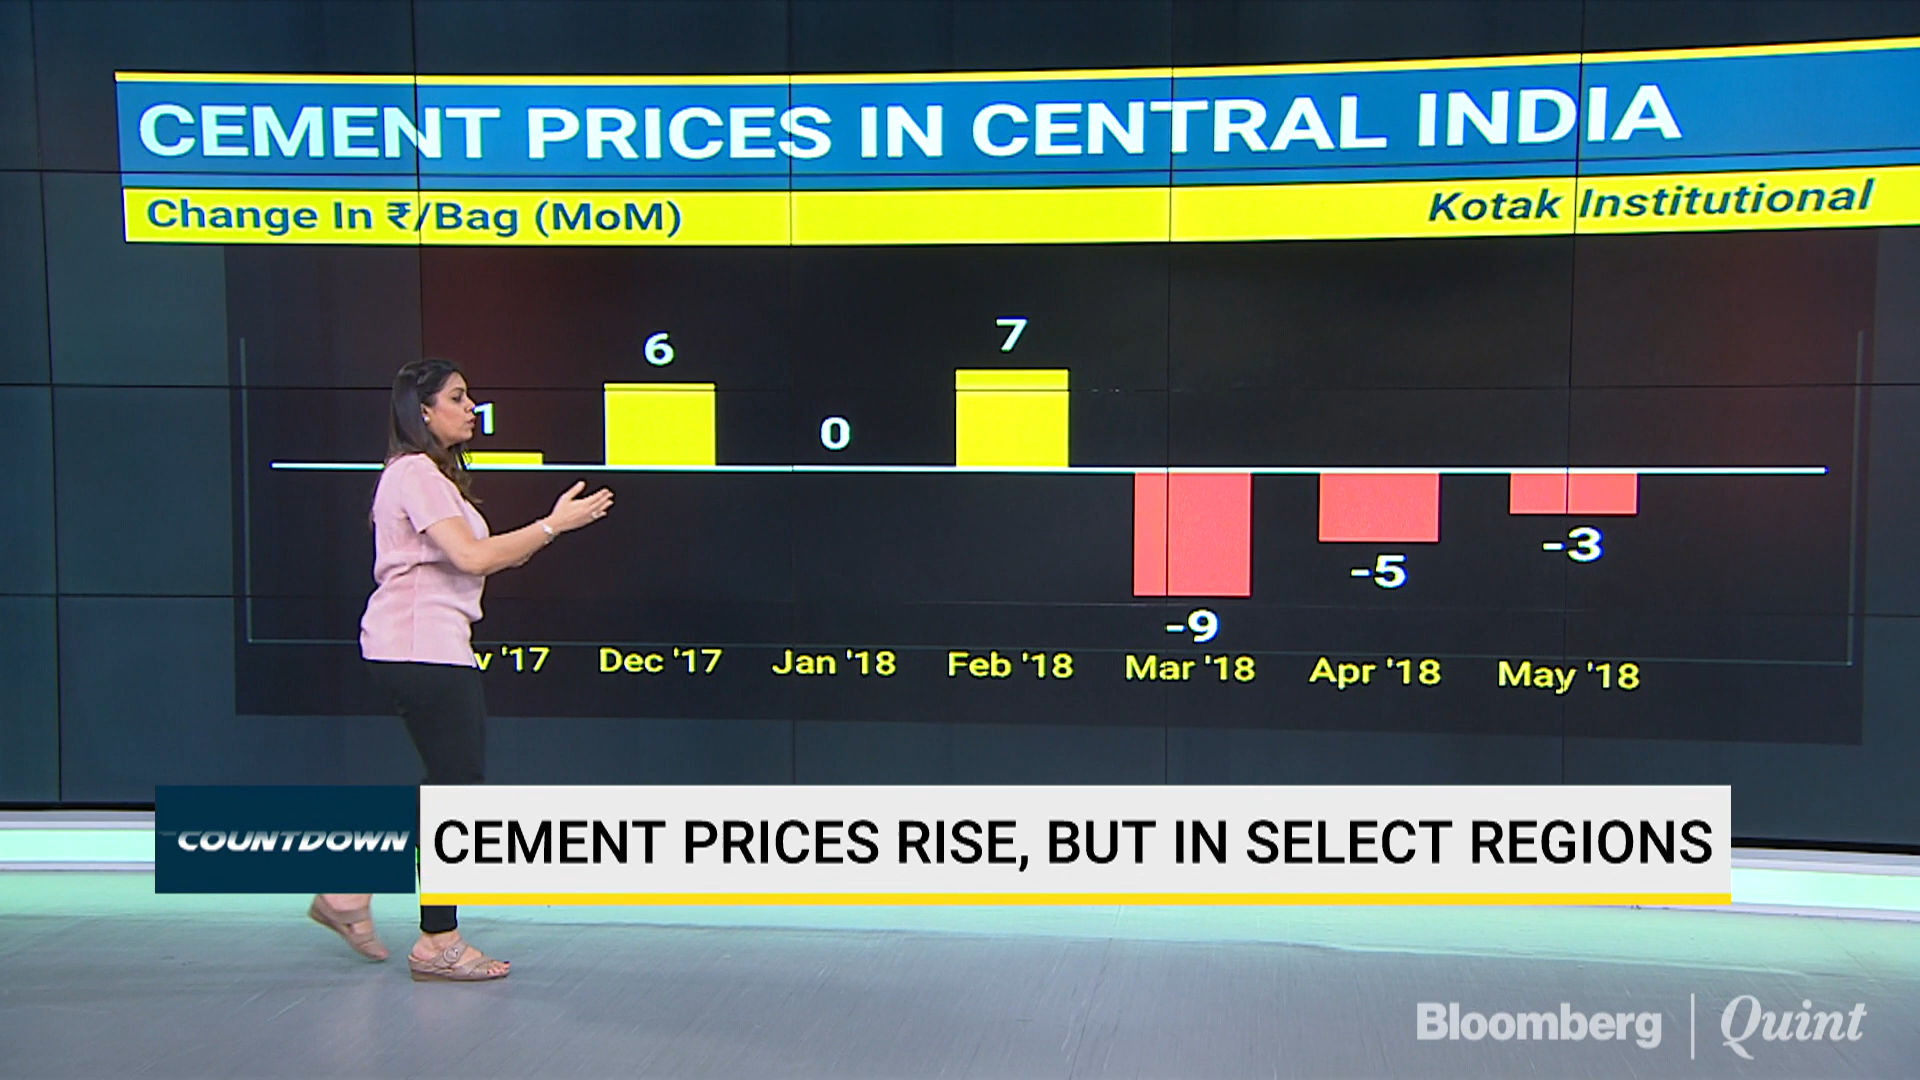 CEMENT PRICES IN CENTRAL INDIA
Change In ₹/Bag (MoM)
Kotak Institutional
1
6
0
7
-9
-5
-3
v '17
Dec '17
Jan '18
Feb '18
Mar '18
Apr '18
May '18
COUNTDOWN
CEMENT PRICES RISE, BUT IN SELECT REGIONS
Bloomberg | Quint